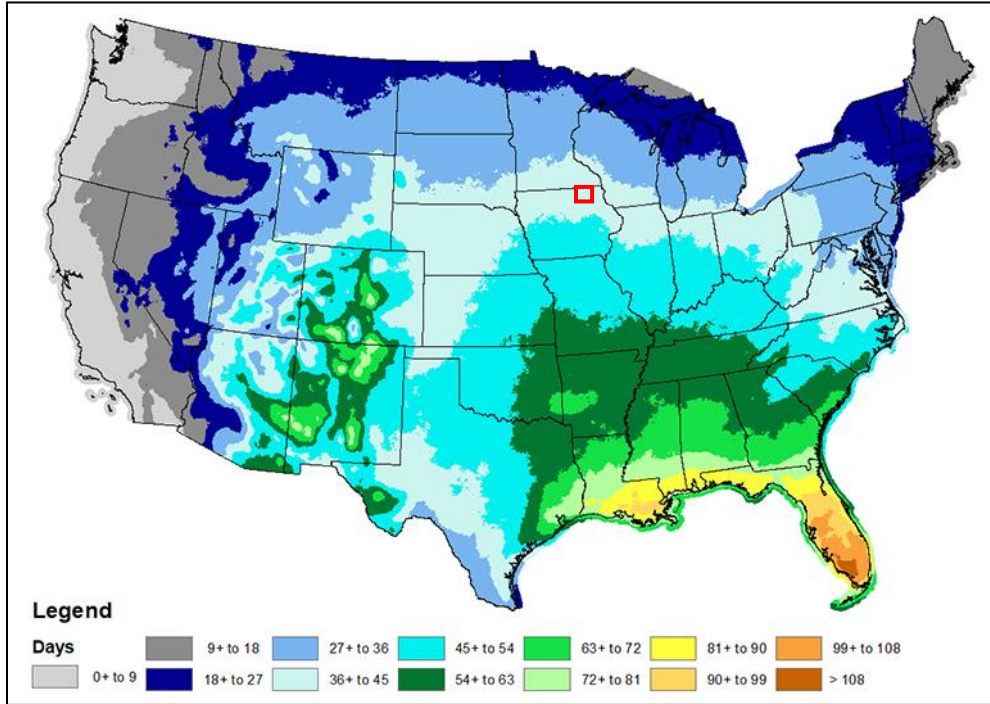 Legend
Days
0+ to 9
9+ to 18
18+ to 27
27+ to 36
36+ to 45
45+ to 54
54+ to 63
63+ to 72
72+ to 81
81+ to 90
90+ to 99
99+ to 108
> 108